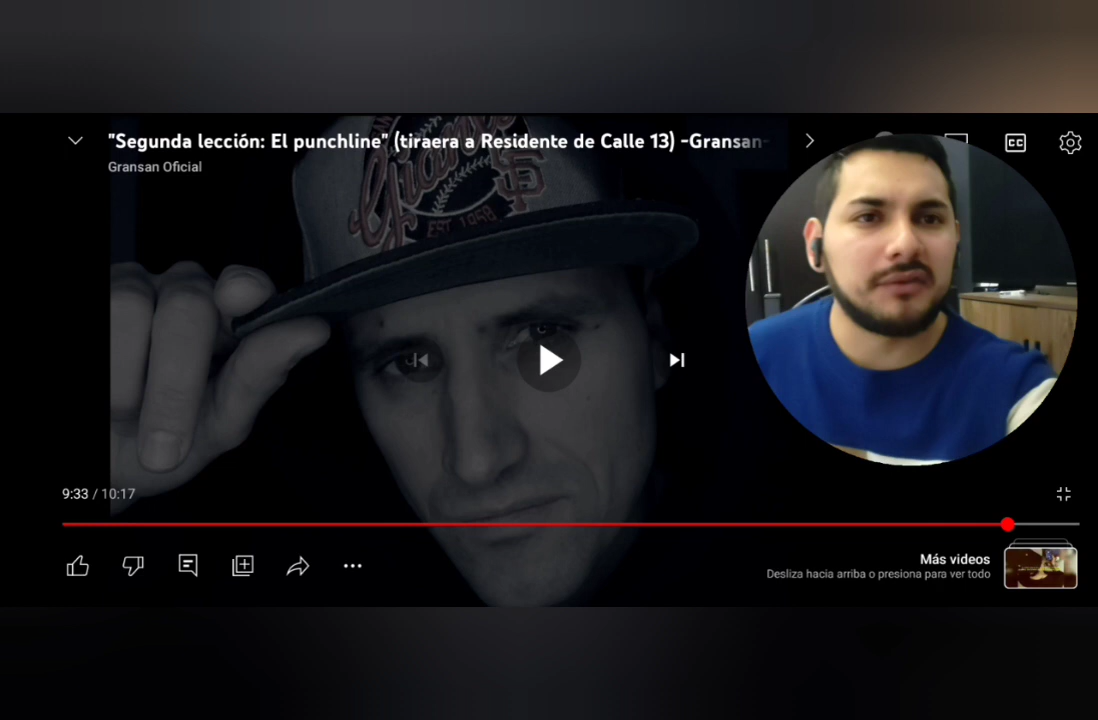 "Segunda lección: El punchline" (tiraera a Residente de Calle 13) -Gransan-
Gransan Oficial
CC
Giants
SF
EST 1958
9:33 / 10:17
Más videos
Desliza hacia arriba o presiona para ver todo